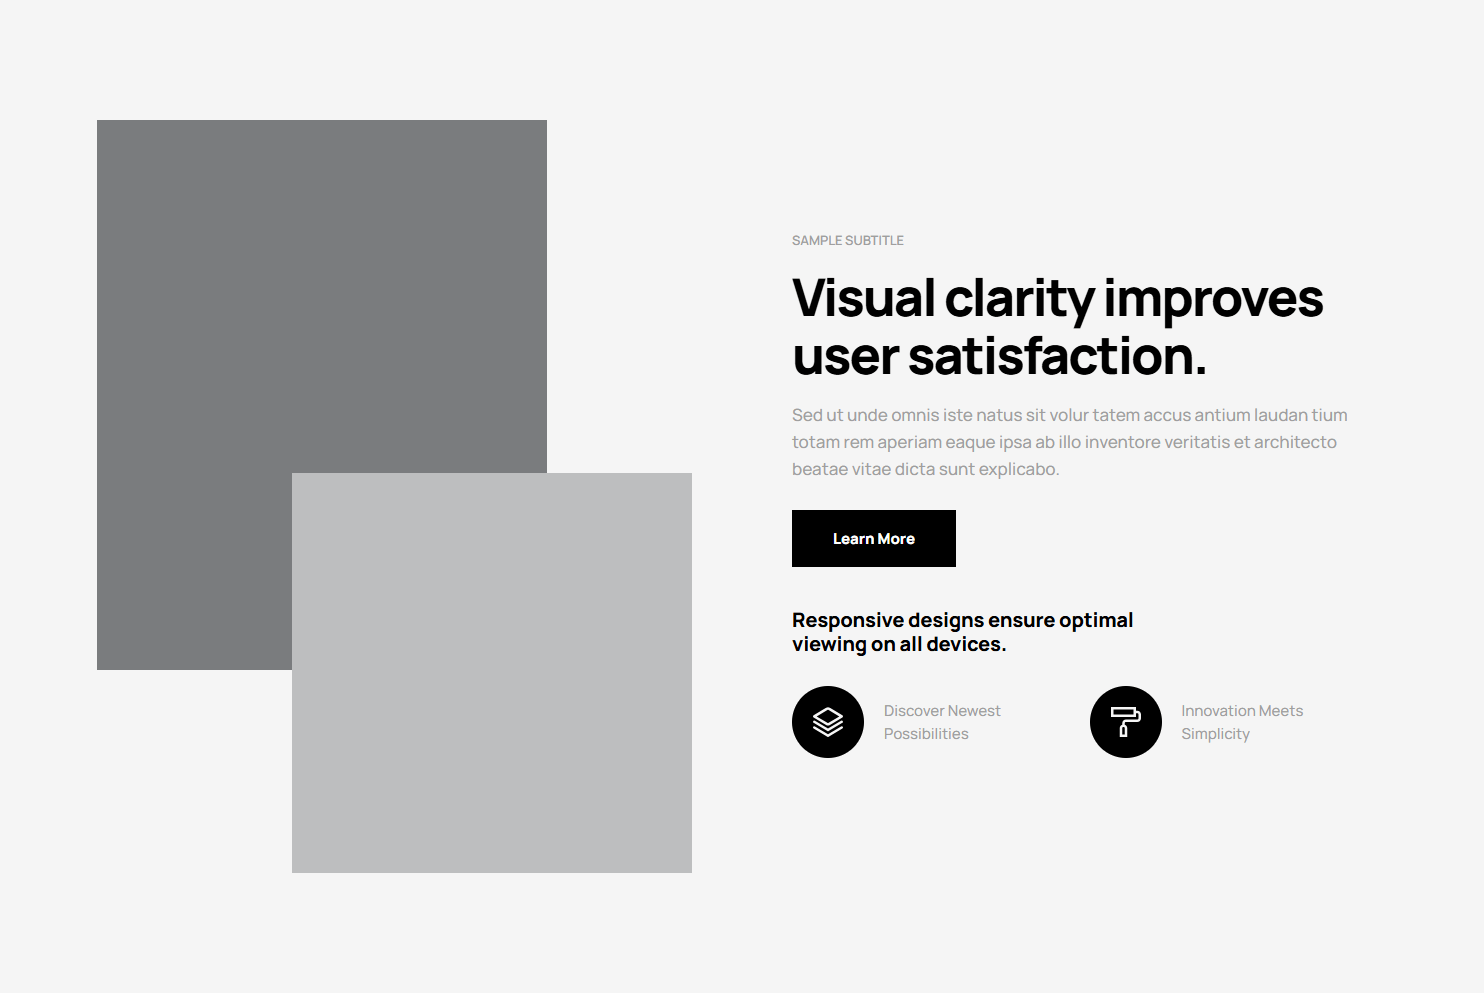 SAMPLE SUBTITLE
Visual clarity improves
user satisfaction.
Sed ut unde omnis iste natus sit volur tatem accus antium laudan tium
totam rem aperiam eaque ipsa ab illo inventore veritatis et architecto
beatae vitae dicta sunt explicabo.
Learn More
Responsive designs ensure optimal
viewing on all devices.
Discover Newest
Possibilities
Innovation Meets
Simplicity